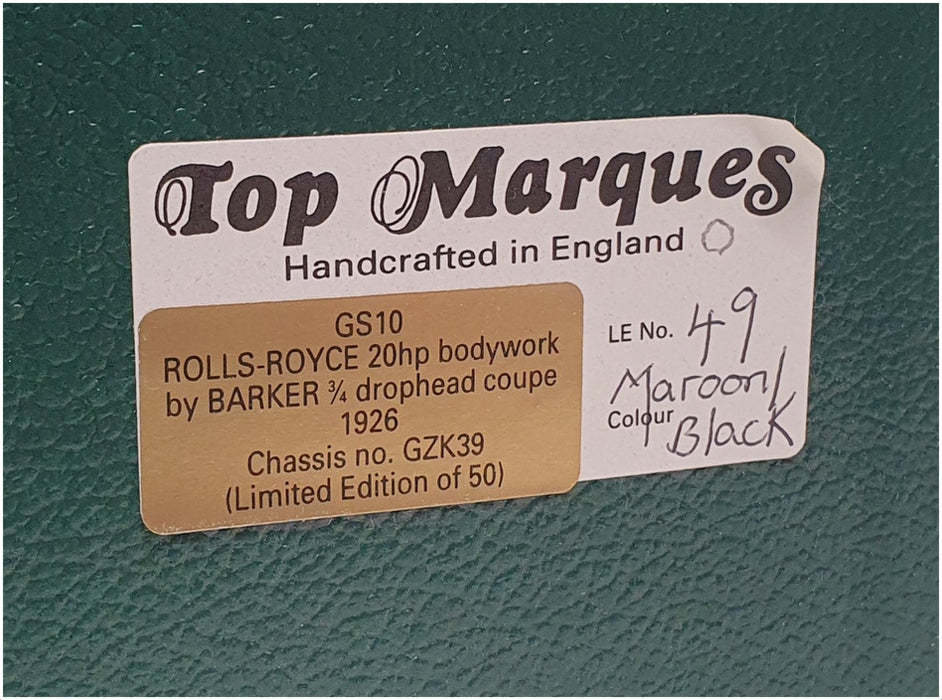 Top Marques
Handcrafted in England
GS10
ROLLS-ROYCE 20hp bodywork
by BARKER ¾ drophead coupe
1926
Chassis no. GZK39
(Limited Edition of 50)
LE No. 49
Maroon/
Colour
Black